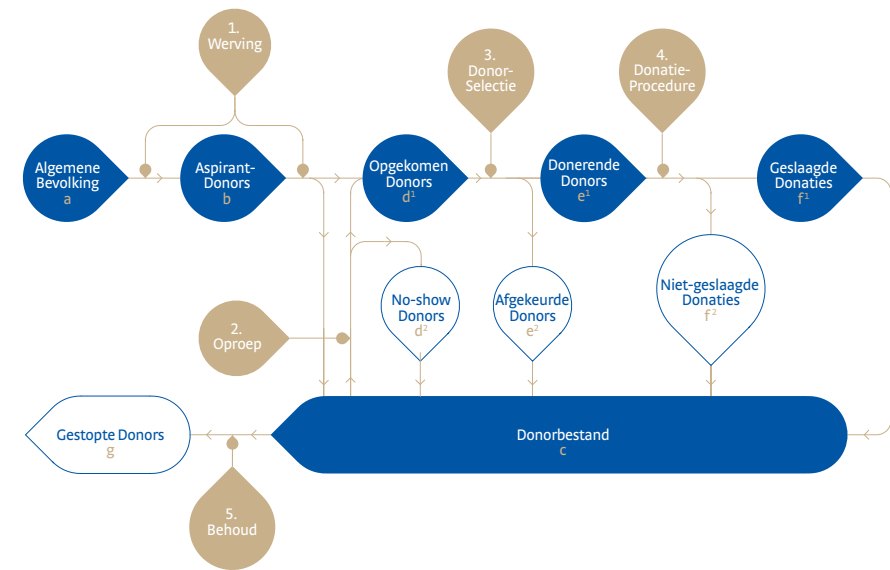 1.
Werving
3.
Donor-
Selectie
4.
Donatie-
Procedure
Algemene
Bevolking
a
Aspirant-
Donors
b
Opgekomen
Donors
d¹
Donerende
Donors
e¹
Geslaagde
Donaties
f¹
2.
Oproep
No-show
Donors
d²
Afgekeurde
Donors
e²
Niet-geslaagde
Donaties
f²
Gestopte Donors
g
Donorbestand
c
5.
Behoud